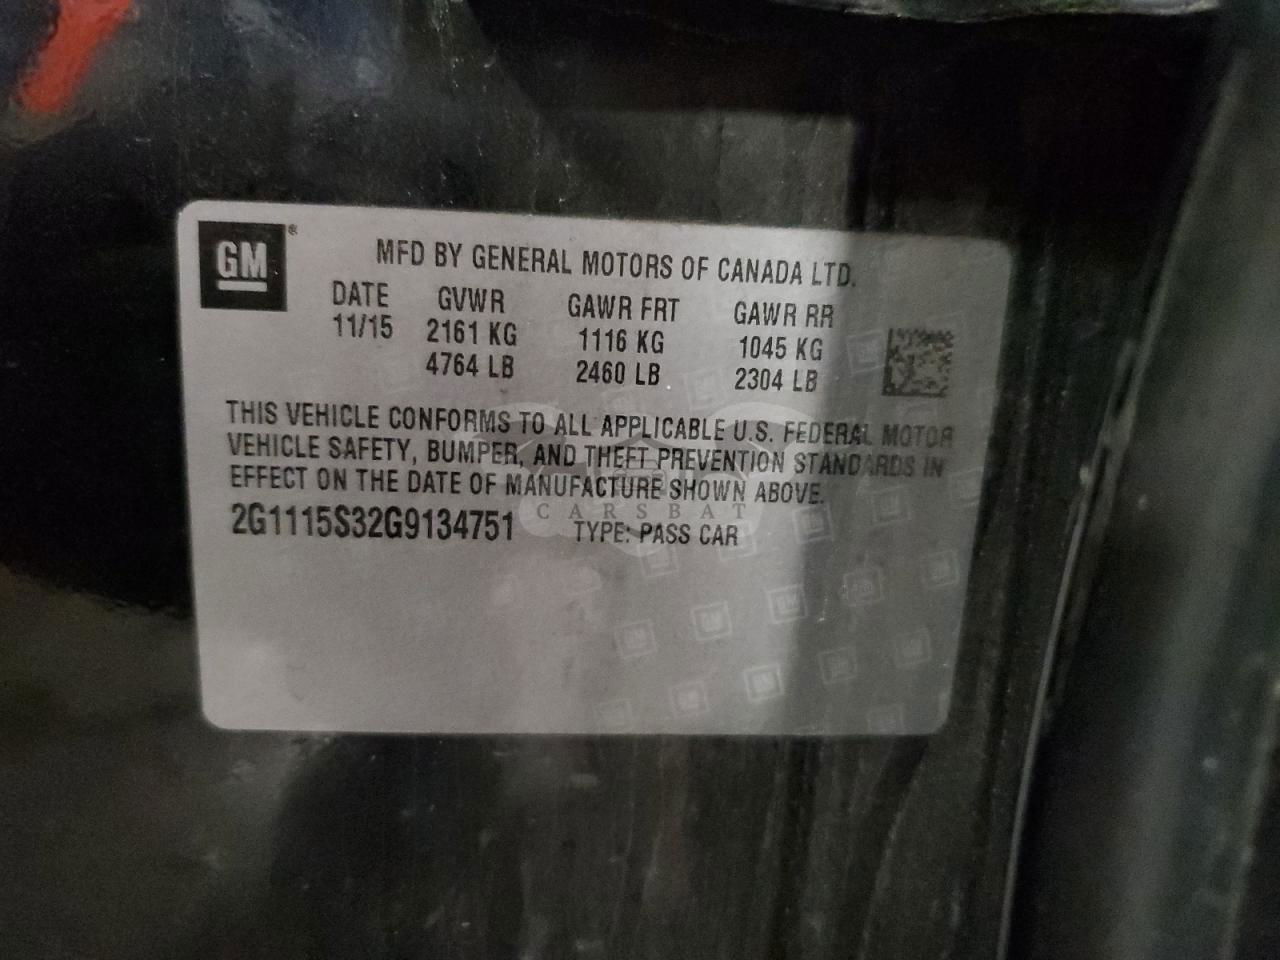 GM®
MFD BY GENERAL MOTORS OF CANADA LTD.
DATE GVWR GAWR FRT GAWR RR
11/15 2161 KG 1116 KG 1045 KG
4764 LB 2460 LB 2304 LB
THIS VEHICLE CONFORMS TO ALL APPLICABLE U.S. FEDERAL MOTOR
VEHICLE SAFETY, BUMPER, AND THEFT PREVENTION STANDARDS IN
EFFECT ON THE DATE OF MANUFACTURE SHOWN ABOVE.
CARSBAT
2G1115S32G9134751 TYPE: PASS CAR